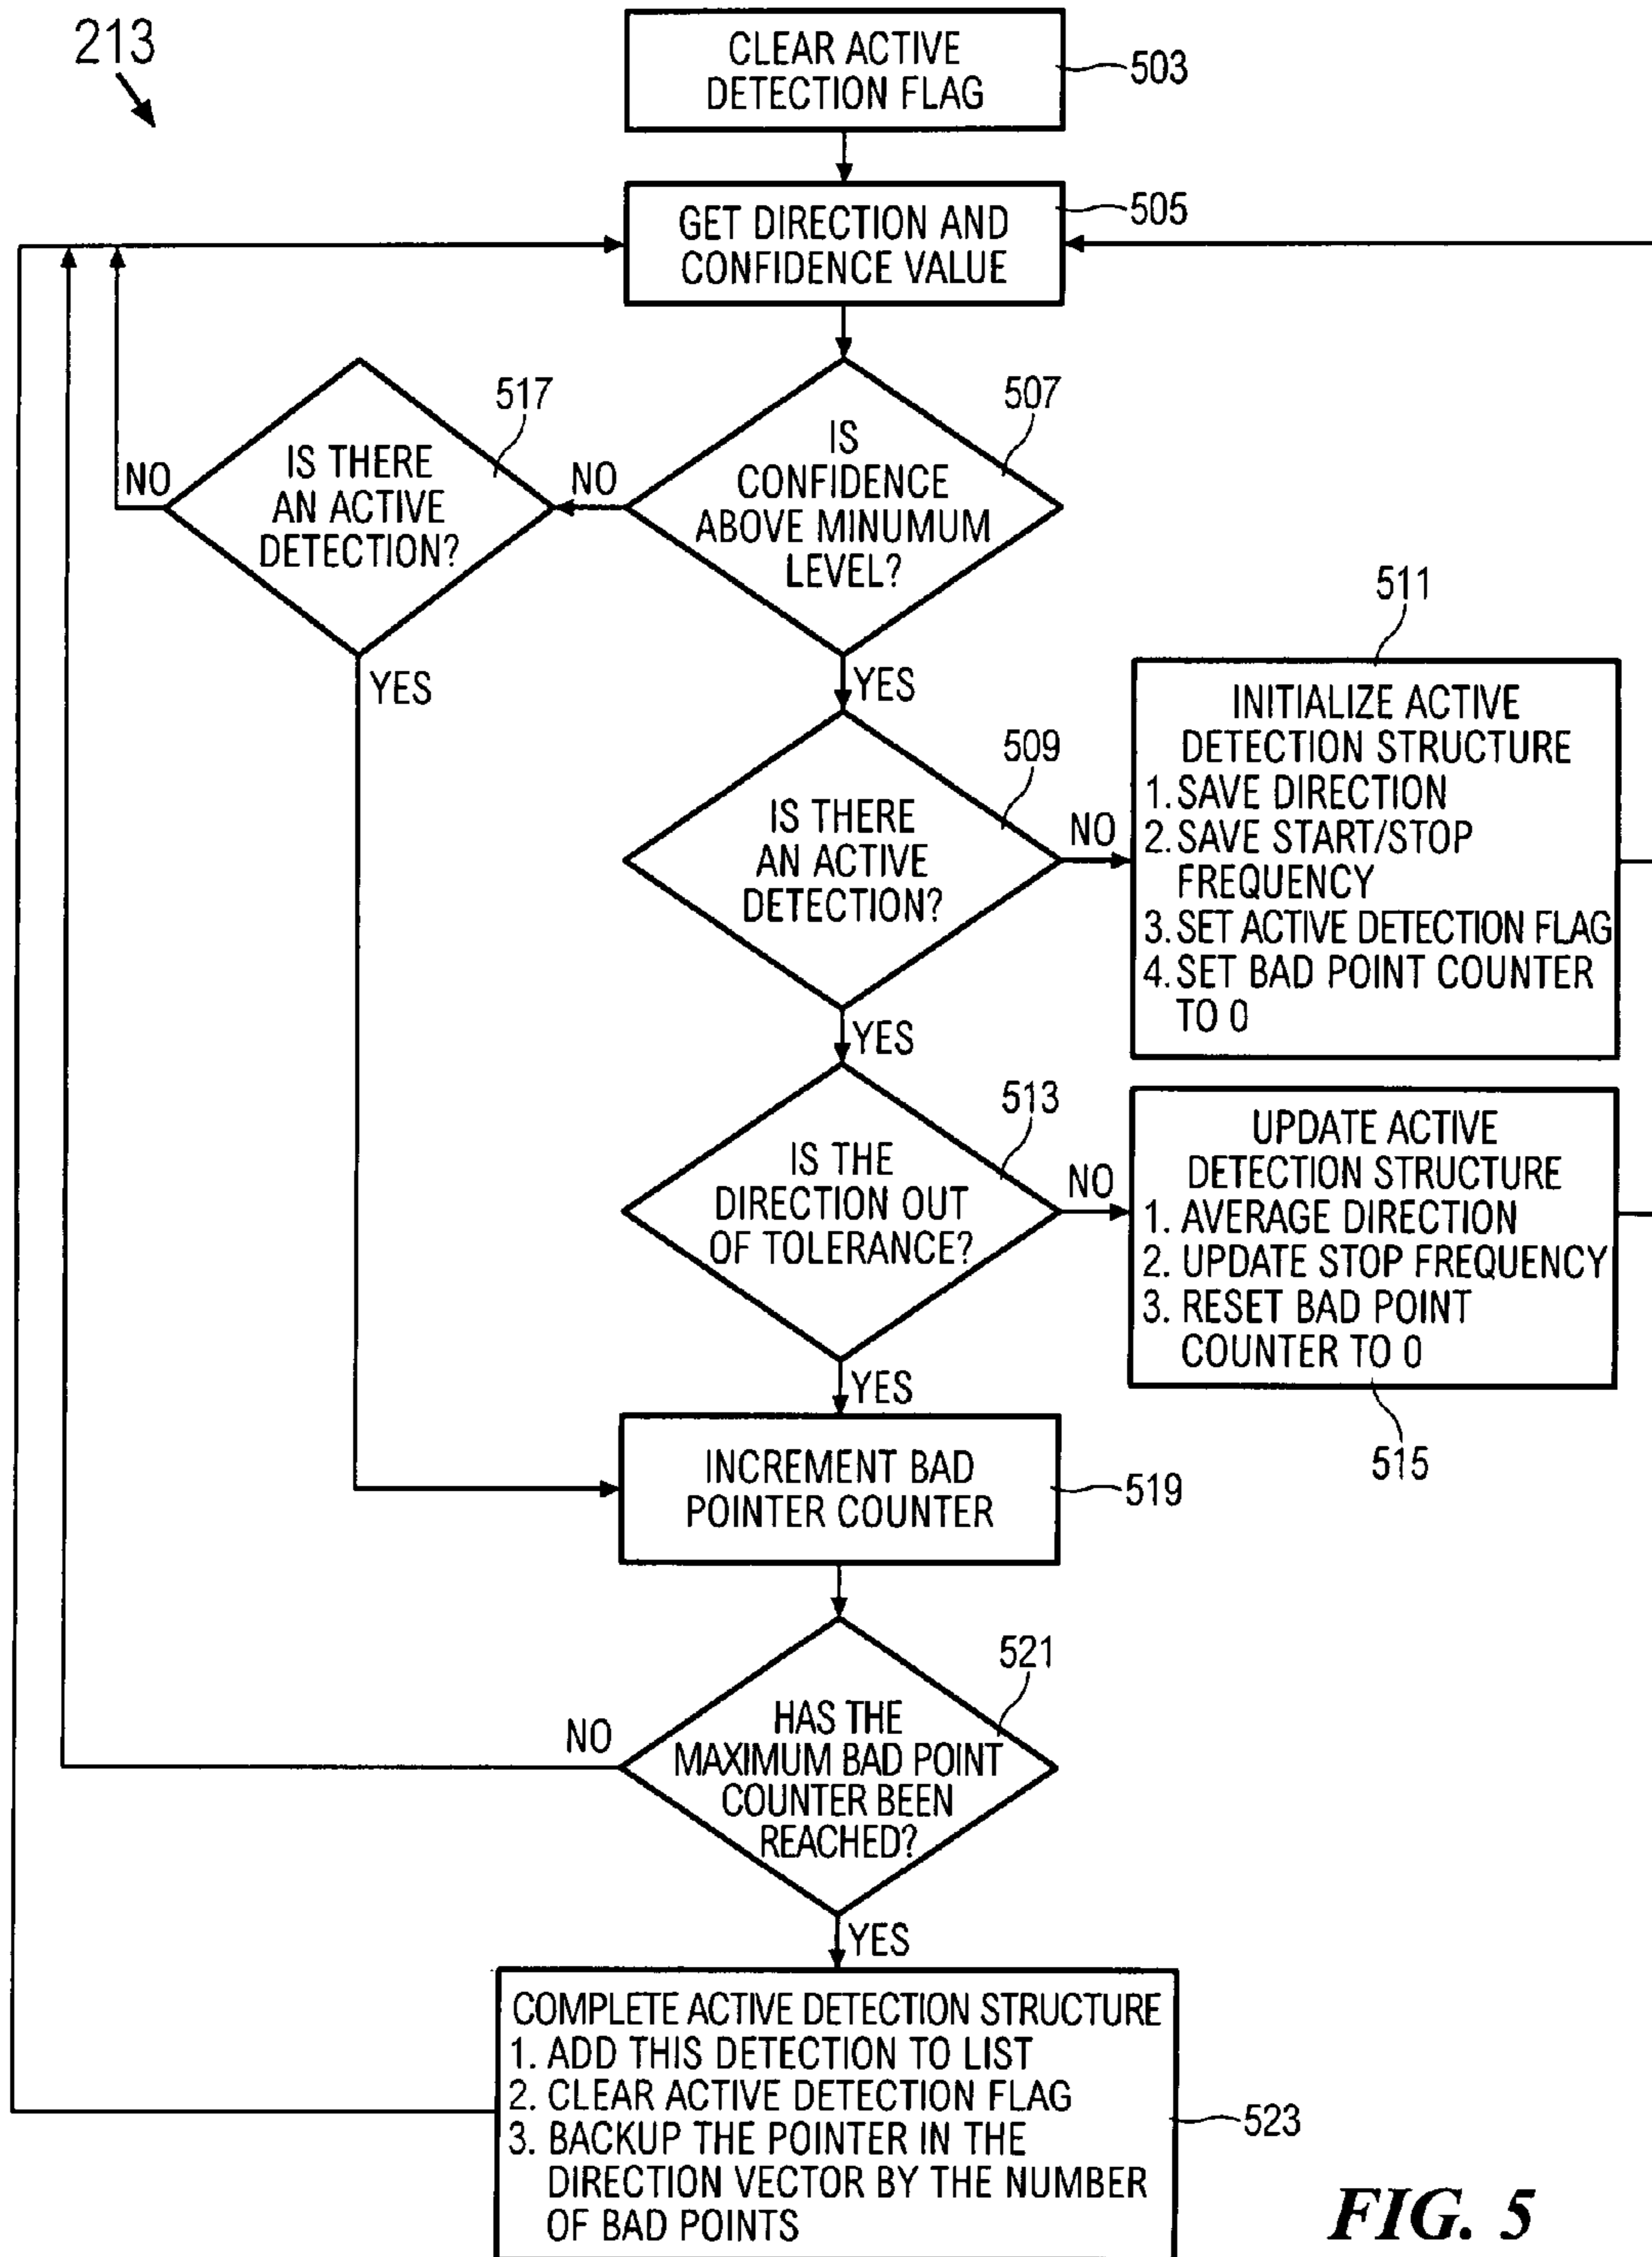 213
CLEAR ACTIVE
DETECTION FLAG
503
GET DIRECTION AND
CONFIDENCE VALUE
505
IS THERE
AN ACTIVE
DETECTION?
517
NO
YES
IS
CONFIDENCE
ABOVE MINUMUM
LEVEL?
507
NO
YES
IS THERE
AN ACTIVE
DETECTION?
509
NO
YES
511
INITIALIZE ACTIVE
DETECTION STRUCTURE
1. SAVE DIRECTION
2. SAVE START/STOP
FREQUENCY
3. SET ACTIVE DETECTION FLAG
4. SET BAD POINT COUNTER
TO 0
IS THE
DIRECTION OUT
OF TOLERANCE?
513
NO
YES
UPDATE ACTIVE
DETECTION STRUCTURE
1. AVERAGE DIRECTION
2. UPDATE STOP FREQUENCY
3. RESET BAD POINT
COUNTER TO 0
515
INCREMENT BAD
POINTER COUNTER
519
HAS THE
MAXIMUM BAD POINT
COUNTER BEEN
REACHED?
521
NO
YES
COMPLETE ACTIVE DETECTION STRUCTURE
1. ADD THIS DETECTION TO LIST
2. CLEAR ACTIVE DETECTION FLAG
3. BACKUP THE POINTER IN THE
DIRECTION VECTOR BY THE NUMBER
OF BAD POINTS
523
FIG. 5